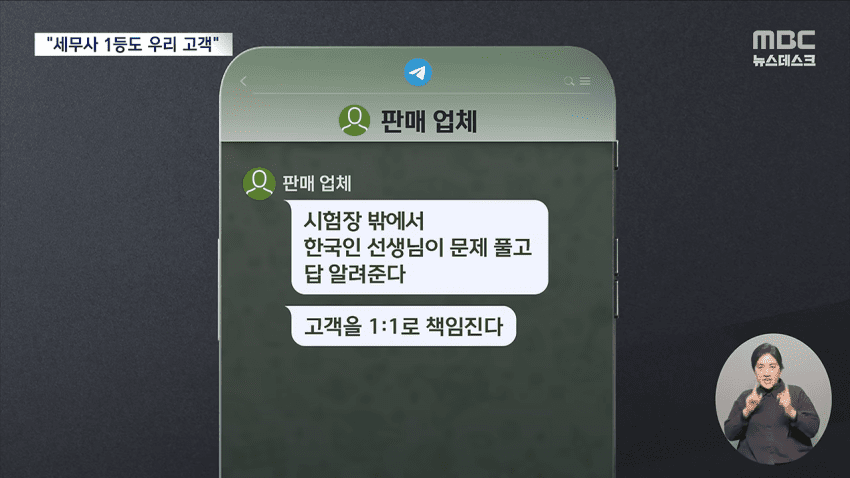 "세무사 1등도 우리 고객"
MBC
뉴스데스크
판매 업체
판매 업체
시험장 밖에서
한국인 선생님이 문제 풀고
답 알려준다
고객을 1:1로 책임진다